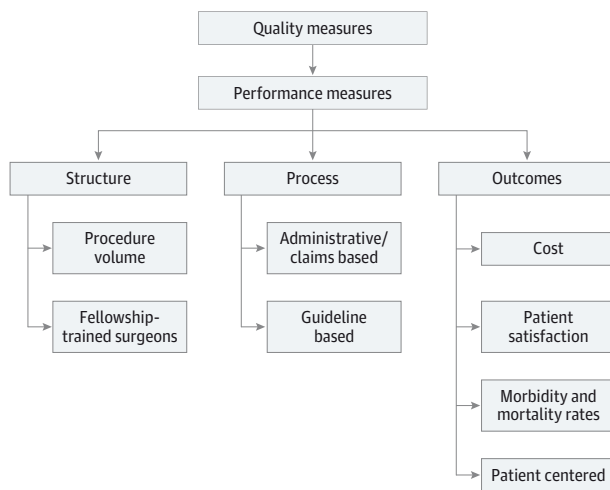 Quality measures
Performance measures
Structure
Process
Outcomes
Procedure
volume
Administrative/
claims based
Cost
Fellowship-
trained surgeons
Guideline
based
Patient
satisfaction
Morbidity and
mortality rates
Patient centered